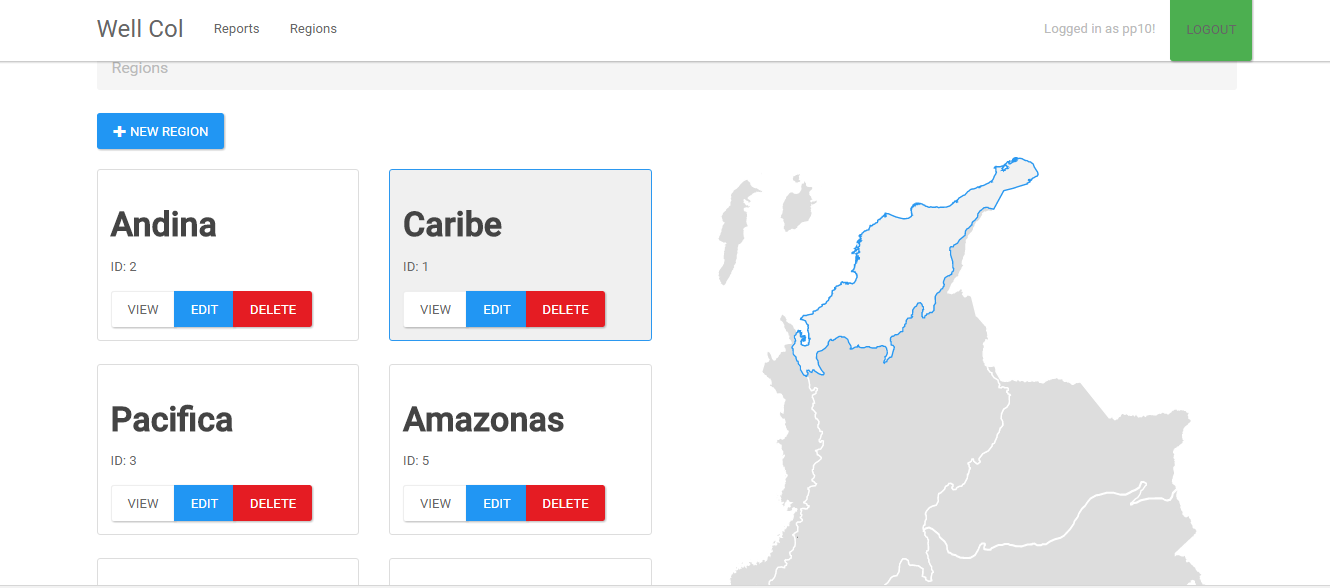 Well Col Reports Regions Logged in as pp10! LOGOUT
Regions
NEW REGION
Andina
ID: 2
VIEW EDIT DELETE
Caribe
ID: 1
VIEW EDIT DELETE
Pacifica
ID: 3
VIEW EDIT DELETE
Amazonas
ID: 5
VIEW EDIT DELETE